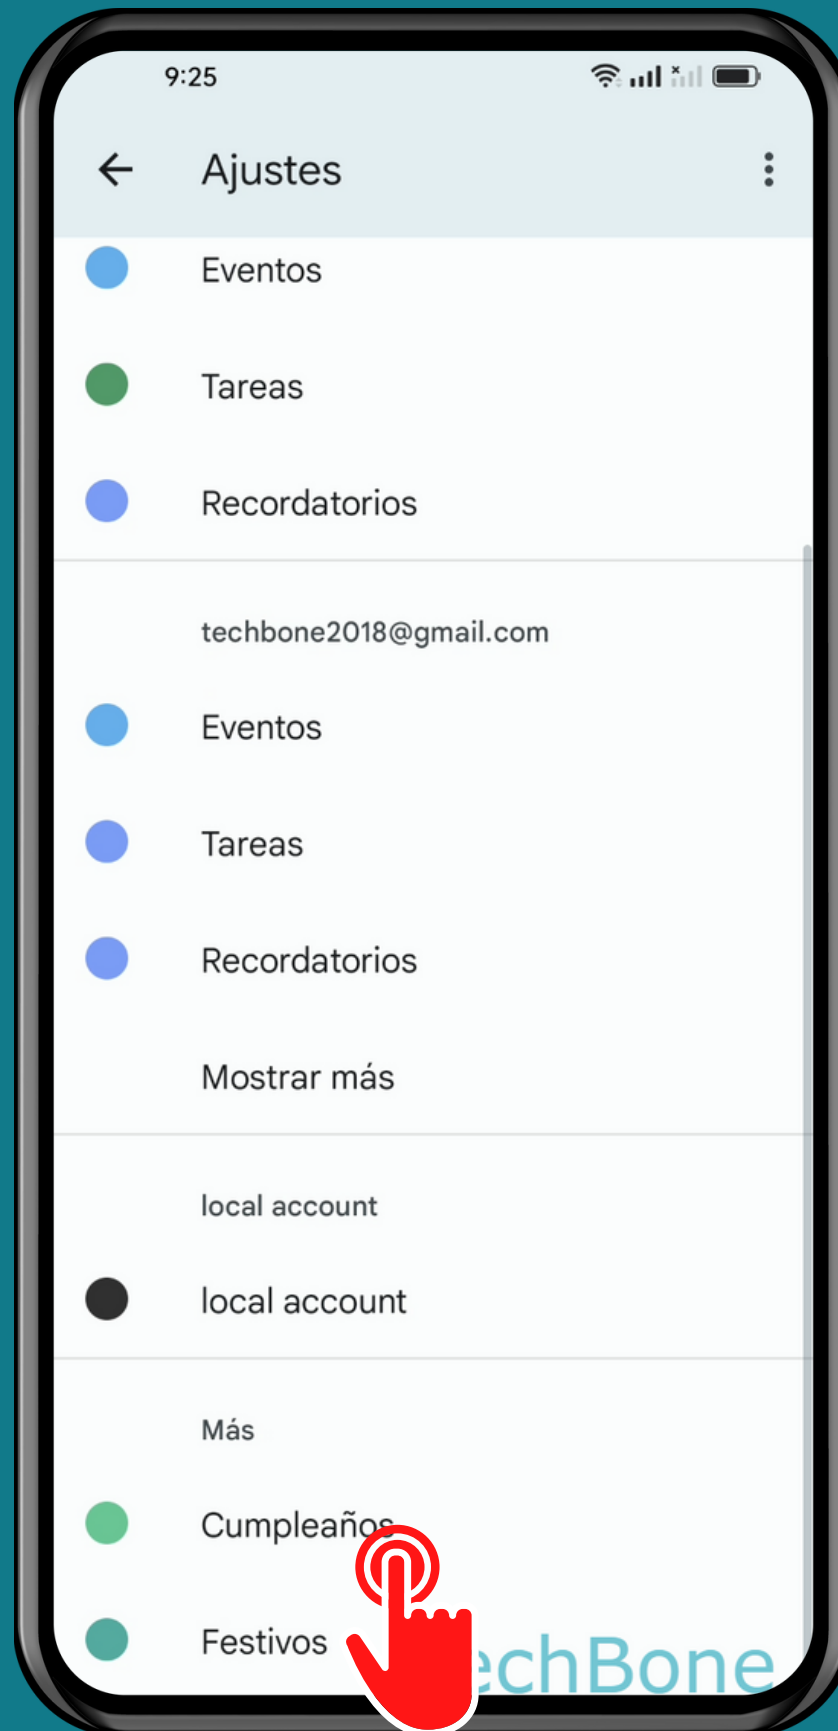 9:25
Ajustes
Eventos
Tareas
Recordatorios
techbone2018@gmail.com
Eventos
Tareas
Recordatorios
Mostrar más
local account
local account
Más
Cumpleaños
Festivos
echBone